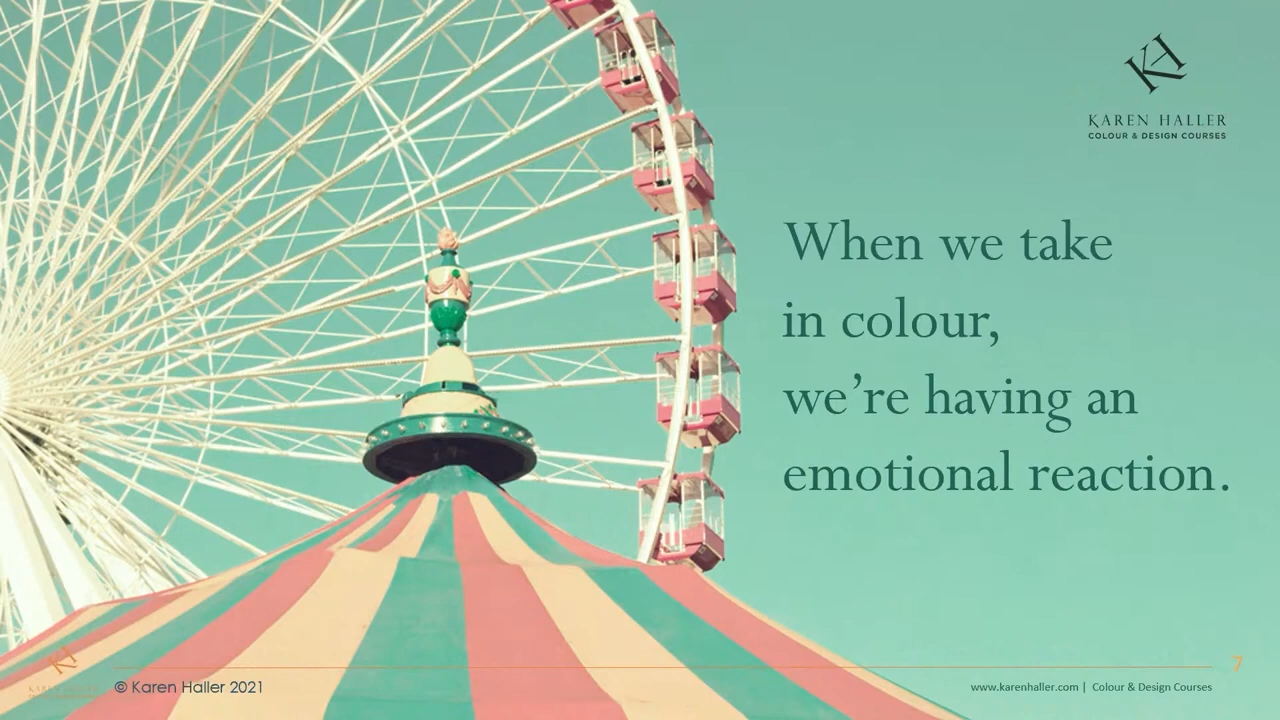 KAREN HALLER
COLOUR & DESIGN COURSES
When we take
in colour,
we’re having an
emotional reaction.
7
© Karen Haller 2021
www.karenhaller.com | Colour & Design Courses